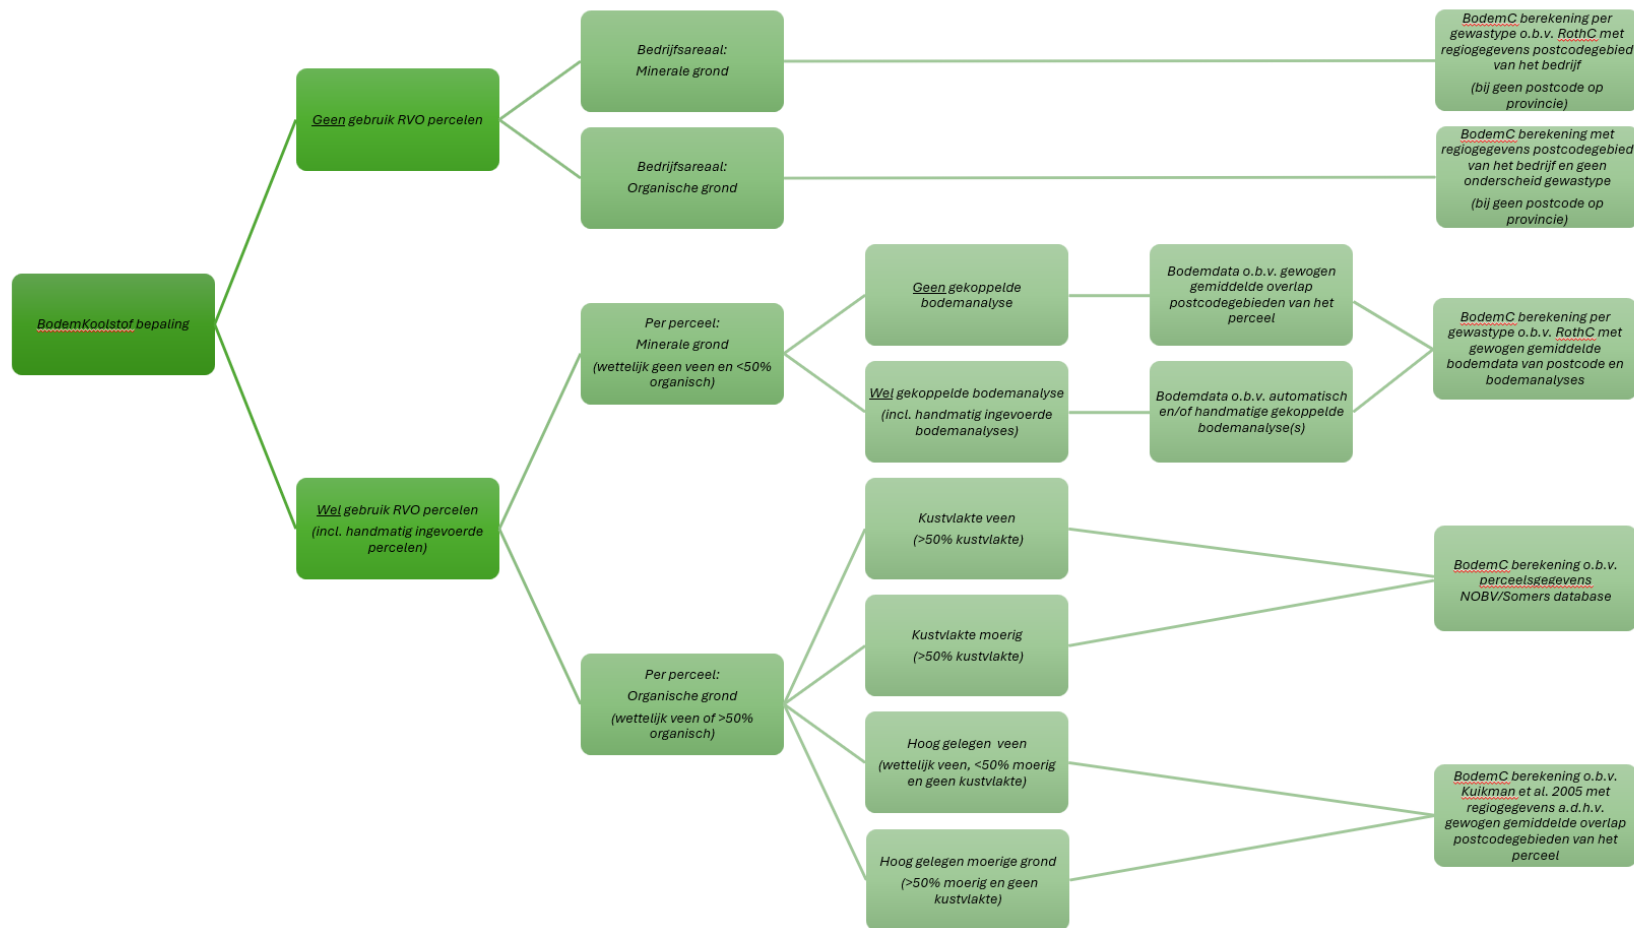 BodemKoolstof bepaling
Geen gebruik RVO percelen
Bedrijfsareaal:
Minerale grond
BodemC berekening per
gewastype o.b.v. RothC met
regiogegevens postcodegebied
van het bedrijf
(bij geen postcode op
provincie)
Bedrijfsareaal:
Organische grond
BodemC berekening met
regiogegevens postcodegebied
van het bedrijf en geen
onderscheid gewastype
(bij geen postcode op
provincie)
Wel gebruik RVO percelen
(incl. handmatig ingevoerde
percelen)
Per perceel:
Minerale grond
(wettelijk geen veen en <50%
organisch)
Geen gekoppelde
bodemanalyse
Bodemdata o.b.v. gewogen
gemiddelde overlap
postcodegebieden van het
perceel
Wel gekoppelde bodemanalyse
(incl. handmatig ingevoerde
bodemanalyses)
Bodemdata o.b.v. automatisch
en/of handmatige gekoppelde
bodemanalyse(s)
BodemC berekening per
gewastype o.b.v. RothC met
gewogen gemiddelde
bodemdata van postcode en
bodemanalyses
Per perceel:
Organische grond
(wettelijk veen of >50%
organisch)
Kustvlakte veen
(>50% kustvlakte)
Kustvlakte moerig
(>50% kustvlakte)
BodemC berekening o.b.v.
perceelsgegevens
NOBV/Somers database
Hoog gelegen veen
(wettelijk veen, <50% moerig
en geen kustvlakte)
Hoog gelegen moerige grond
(>50% moerig en geen
kustvlakte)
BodemC berekening o.b.v.
Kuikman et al. 2005 met
regiogegevens a.d.h.v.
gewogen gemiddelde overlap
postcodegebieden van het
perceel